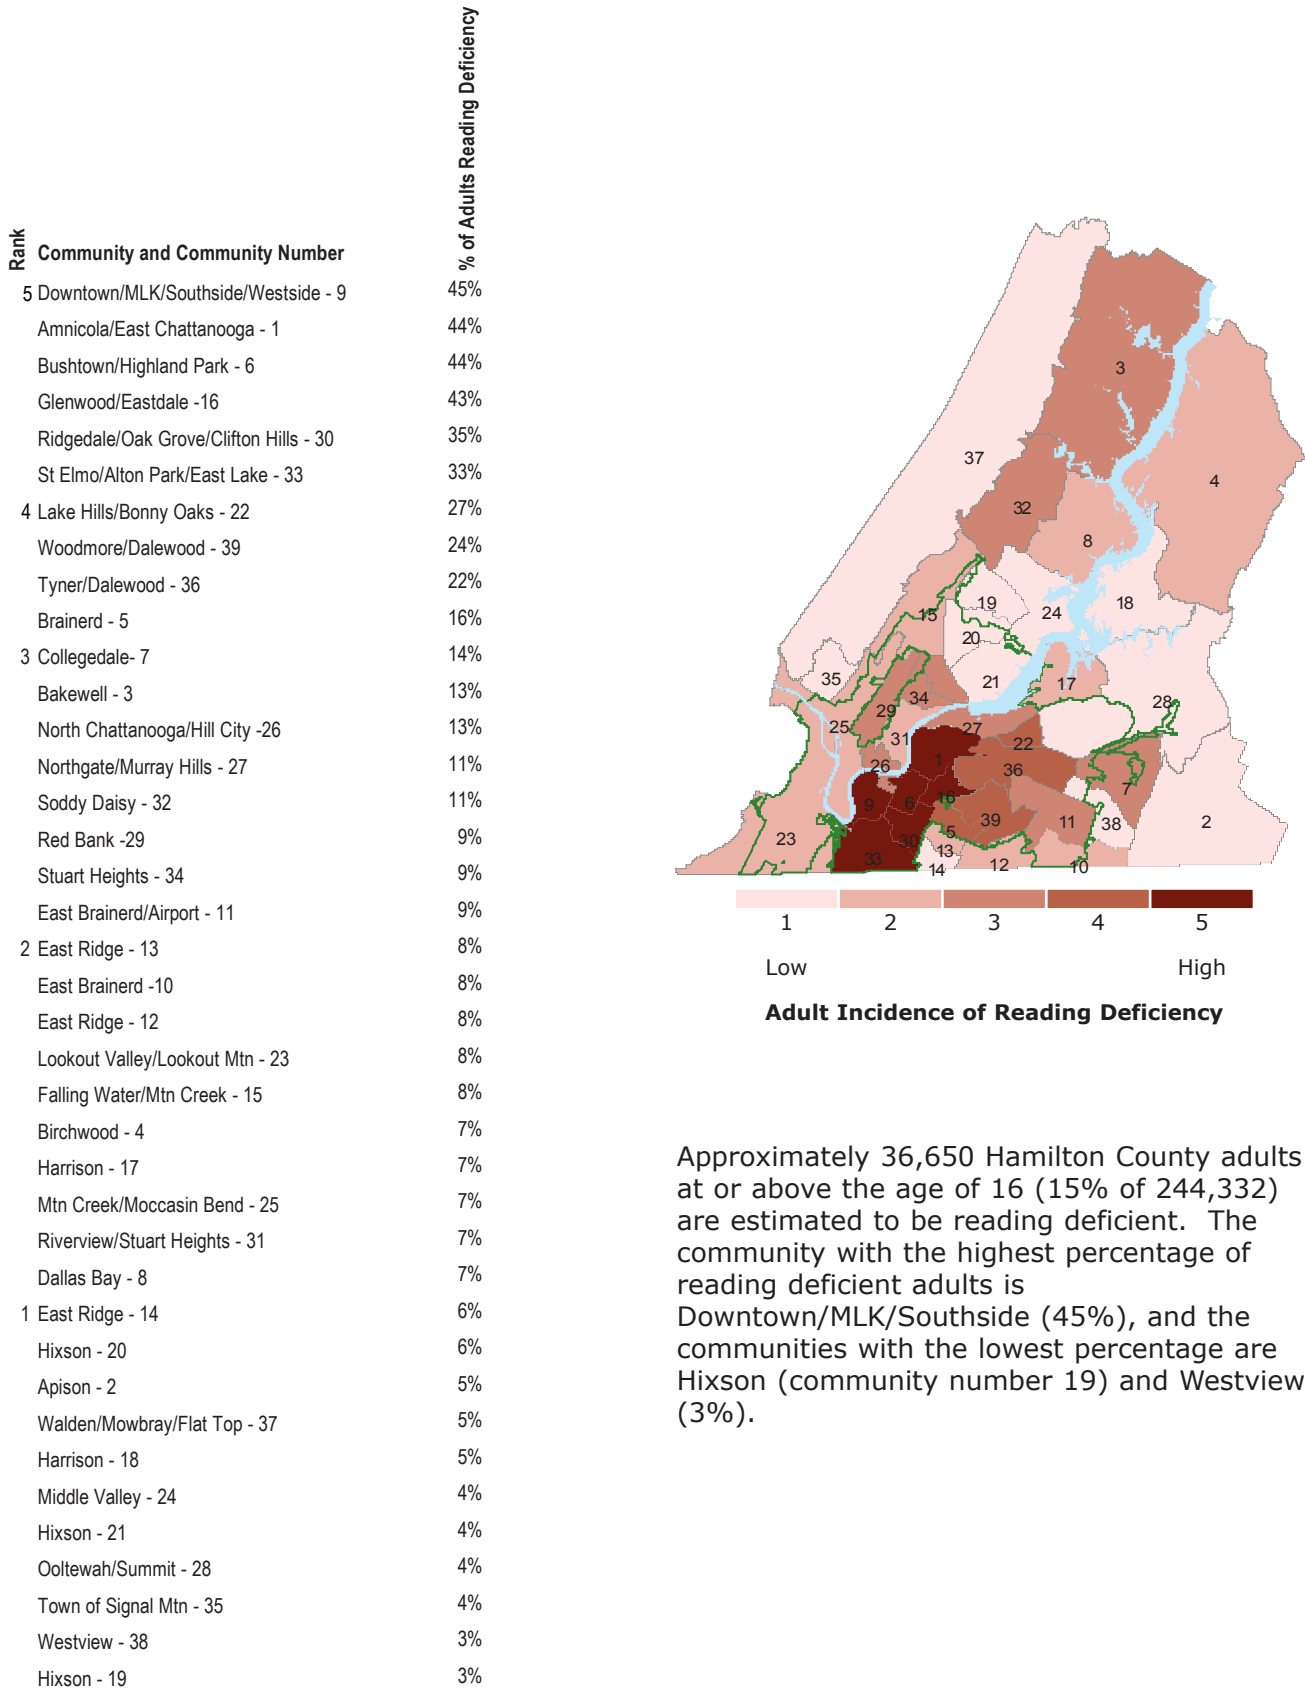 Rank
Community and Community Number
% of Adults Reading Deficiency
5 Downtown/MLK/Southside/Westside - 9 45%
Amnicola/East Chattanooga - 1 44%
Bushtown/Highland Park - 6 44%
Glenwood/Eastdale -16 43%
Ridgedale/Oak Grove/Clifton Hills - 30 35%
St Elmo/Alton Park/East Lake - 33 33%
4 Lake Hills/Bonny Oaks - 22 27%
Woodmore/Dalewood - 39 24%
Tyner/Dalewood - 36 22%
Brainerd - 5 16%
3 Collegedale- 7 14%
Bakewell - 3 13%
North Chattanooga/Hill City -26 13%
Northgate/Murray Hills - 27 11%
Soddy Daisy - 32 11%
Red Bank -29 9%
Stuart Heights - 34 9%
East Brainerd/Airport - 11 9%
2 East Ridge - 13 8%
East Brainerd -10 8%
East Ridge - 12 8%
Lookout Valley/Lookout Mtn - 23 8%
Falling Water/Mtn Creek - 15 8%
Birchwood - 4 7%
Harrison - 17 7%
Mtn Creek/Moccasin Bend - 25 7%
Riverview/Stuart Heights - 31 7%
Dallas Bay - 8 7%
1 East Ridge - 14 6%
Hixson - 20 6%
Apison - 2 5%
Walden/Mowbray/Flat Top - 37 5%
Harrison - 18 5%
Middle Valley - 24 4%
Hixson - 21 4%
Ooltewah/Summit - 28 4%
Town of Signal Mtn - 35 4%
Westview - 38 3%
Hixson - 19 3%
3
37
4
32
8
19
18
24
15
20
35
21
17
34
28
29
25
27
31
22
1
26
36
7
16
9
6
39
11
38
2
5
23
30
13
33
14
12
10
1 2 3 4 5
Low High
Adult Incidence of Reading Deficiency
Approximately 36,650 Hamilton County adults
at or above the age of 16 (15% of 244,332)
are estimated to be reading deficient. The
community with the highest percentage of
reading deficient adults is
Downtown/MLK/Southside (45%), and the
communities with the lowest percentage are
Hixson (community number 19) and Westview
(3%).